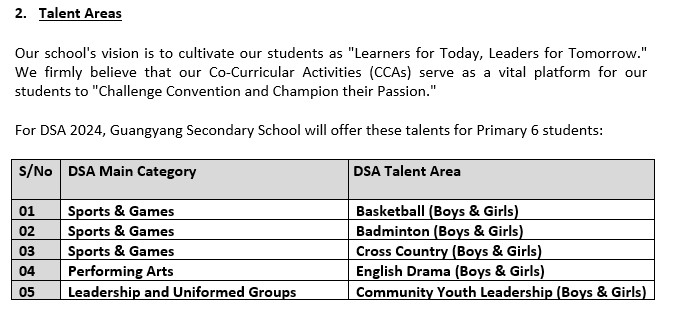 2. Talent Areas
Our school's vision is to cultivate our students as "Learners for Today, Leaders for Tomorrow."
We firmly believe that our Co-Curricular Activities (CCAs) serve as a vital platform for our
students to "Challenge Convention and Champion their Passion."
For DSA 2024, Guangyang Secondary School will offer these talents for Primary 6 students:
S/No DSA Main Category DSA Talent Area
01 Sports & Games Basketball (Boys & Girls)
02 Sports & Games Badminton (Boys & Girls)
03 Sports & Games Cross Country (Boys & Girls)
04 Performing Arts English Drama (Boys & Girls)
05 Leadership and Uniformed Groups Community Youth Leadership (Boys & Girls)